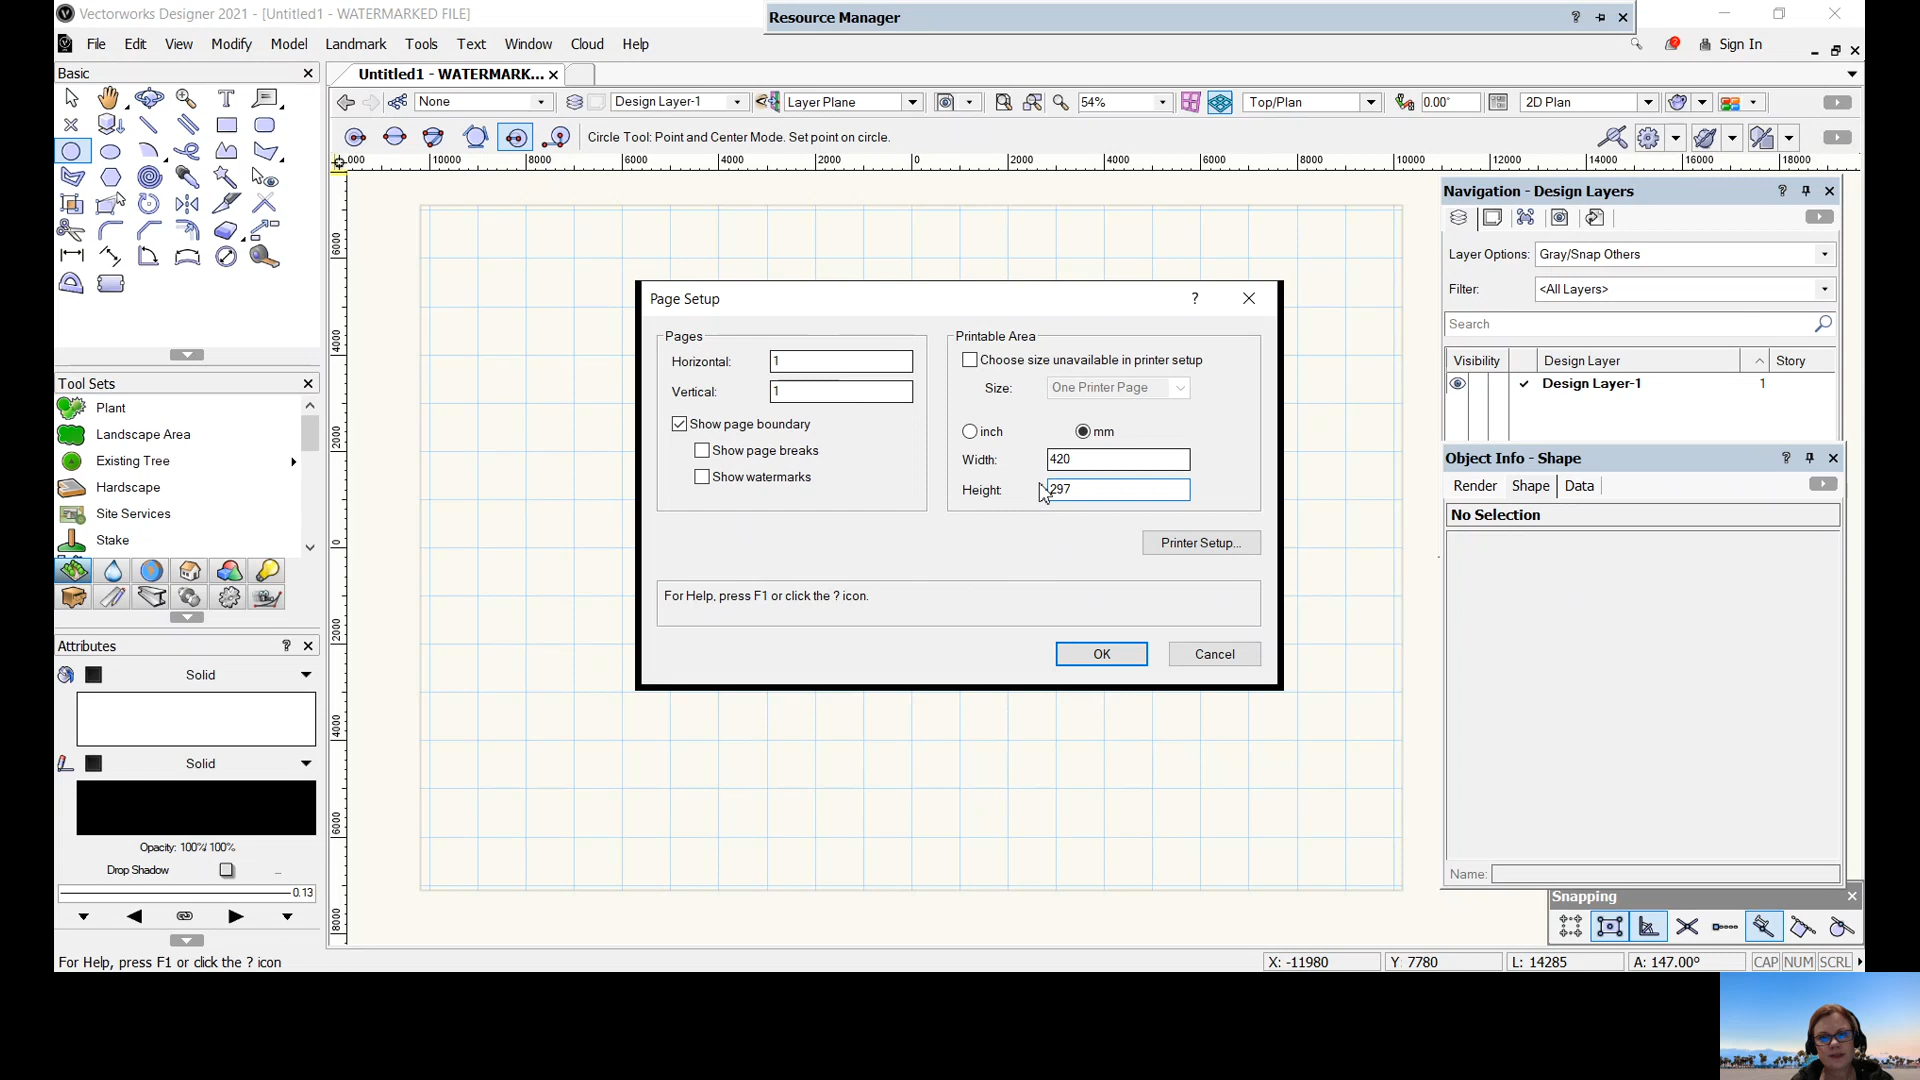 Vectorworks Designer 2021 - [Untitled1 - WATERMARKED FILE]
Resource Manager
File Edit View Modify Model Landmark Tools Text Window Cloud Help
Sign In
Basic
Untitled1 - WATERMARK...
None
Design Layer-1
Layer Plane
54%
Top/Plan
0.00°
2D Plan
Circle Tool: Point and Center Mode. Set point on circle.
000 10000 8000 6000 4000 2000 0 2000 4000 6000 8000 10000 12000 14000 16000 18000
6000
4000
2000
0
2000
4000
6000
8000
Tool Sets
Plant
Landscape Area
Existing Tree
Hardscape
Site Services
Stake
Attributes
Solid
Solid
Opacity: 100%/ 100%
Drop Shadow
...
0.13
Page Setup
Pages
Horizontal: 1
Vertical: 1
Show page boundary
Show page breaks
Show watermarks
Printable Area
Choose size unavailable in printer setup
Size: One Printer Page
inch mm
Width: 420
Height: 297
Printer Setup...
For Help, press F1 or click the ? icon.
OK Cancel
Navigation - Design Layers
Layer Options: Gray/Snap Others
Filter: <All Layers>
Search
Visibility Design Layer Story
Design Layer-1 1
Object Info - Shape
Render Shape Data
No Selection
Name:
Snapping
For Help, press F1 or click the ? icon
X: -11980 Y: 7780 L: 14285 A: 147.00° CAP NUM SCRL